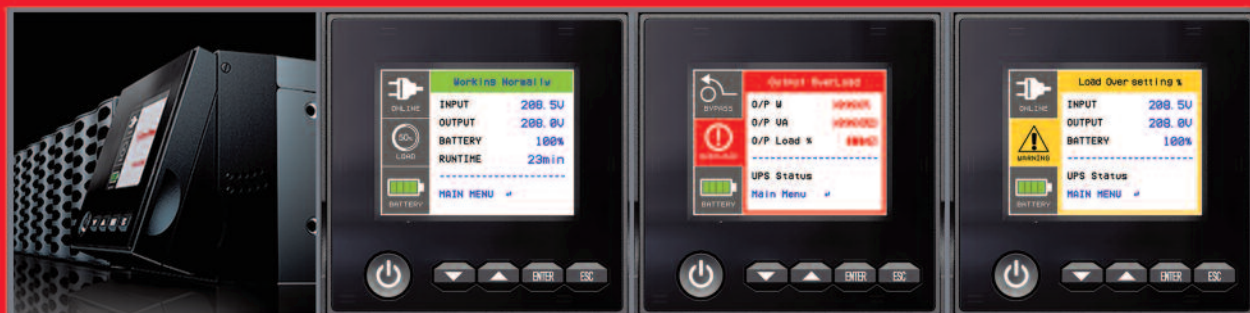 Working Normally
ONLINE
INPUT 208.5V
OUTPUT 208.0V
50%
LOAD
BATTERY 100%
RUNTIME 23min
MAIN MENU
BATTERY
ENTER
ESC
Output OverLoad
BYPASS
O/P W
O/P VA
O/P Load %
UPS Status
Main Menu
BATTERY
ENTER
ESC
Load Over setting %
ONLINE
INPUT 208.5V
OUTPUT 208.0V
WARNING
BATTERY 100%
UPS Status
MAIN MENU
BATTERY
ENTER
ESC